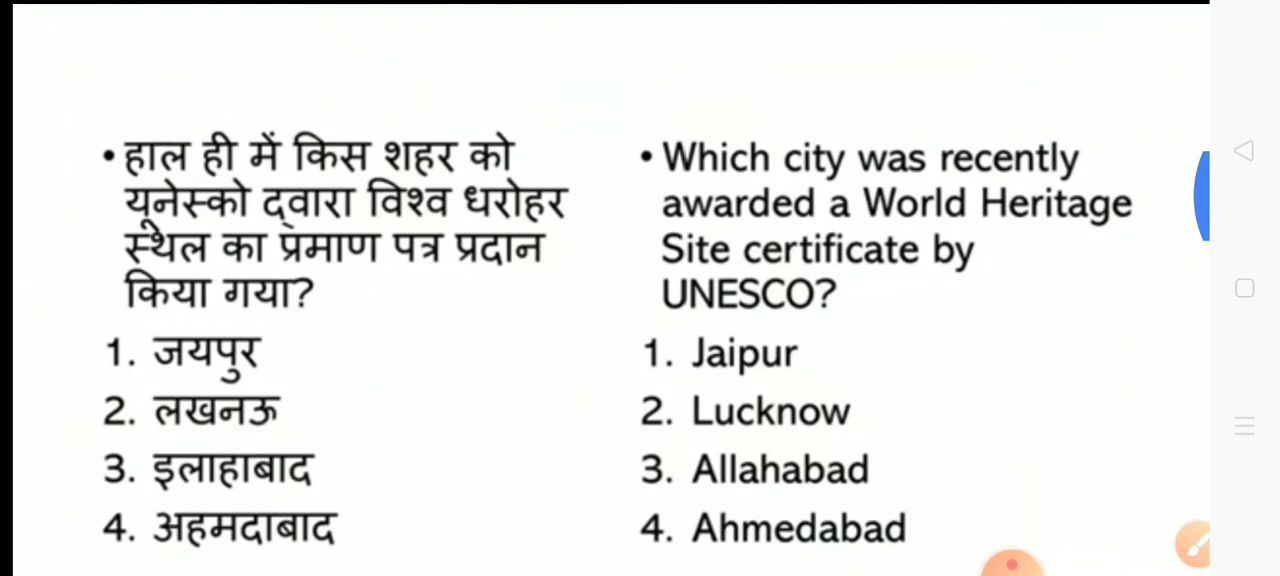 • हाल ही में किस शहर को
यूनेस्को द्वारा विश्व धरोहर
स्थल का प्रमाण पत्र प्रदान
किया गया?
1. जयपुर
2. लखनऊ
3. इलाहाबाद
4. अहमदाबाद
• Which city was recently
awarded a World Heritage
Site certificate by
UNESCO?
1. Jaipur
2. Lucknow
3. Allahabad
4. Ahmedabad